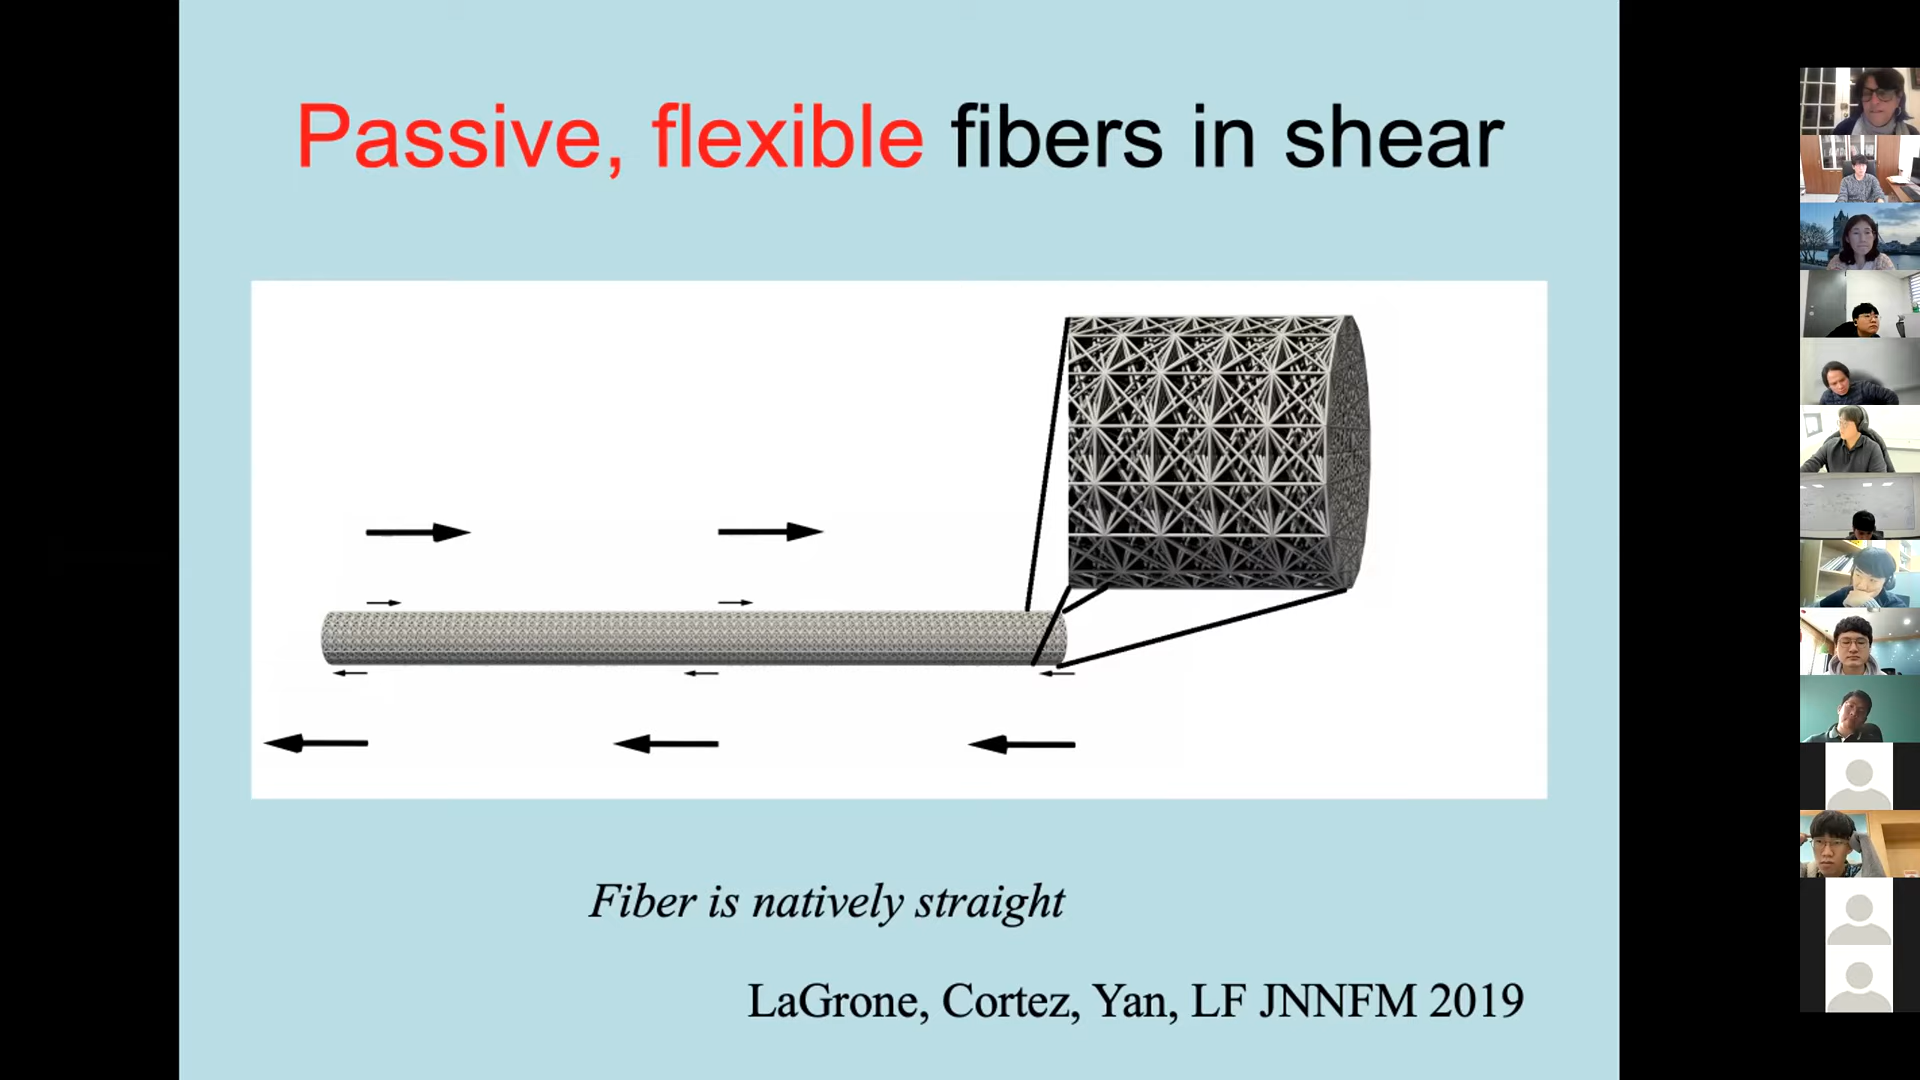 Passive, flexible fibers in shear
Fiber is natively straight
LaGrone, Cortez, Yan, LF JNNFM 2019